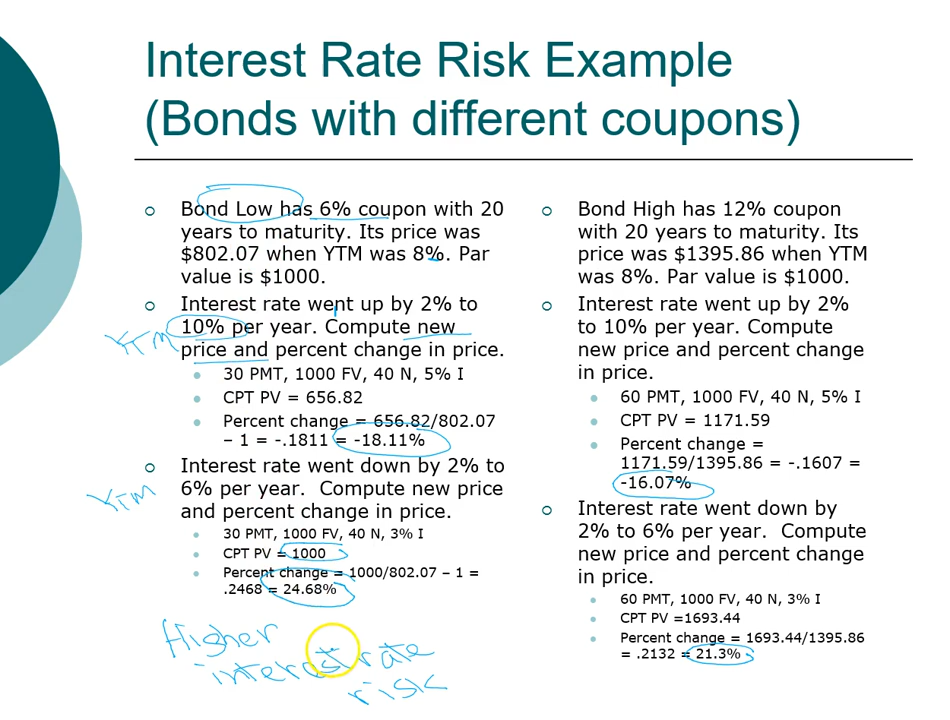 Interest Rate Risk Example
(Bonds with different coupons)
Bond Low has 6% coupon with 20
years to maturity. Its price was
$802.07 when YTM was 8%. Par
value is $1000.
Interest rate went up by 2% to
10% per year. Compute new
price and percent change in price.
YTM
30 PMT, 1000 FV, 40 N, 5% I
CPT PV = 656.82
Percent change = 656.82/802.07
– 1 = -.1811 = -18.11%
Interest rate went down by 2% to
6% per year.  Compute new price
and percent change in price.
YTM
30 PMT, 1000 FV, 40 N, 3% I
CPT PV = 1000
Percent change = 1000/802.07 – 1 =
.2468 = 24.68%
Higher
interest rate
risk
Bond High has 12% coupon
with 20 years to maturity. Its
price was $1395.86 when YTM
was 8%. Par value is $1000.
Interest rate went up by 2%
to 10% per year. Compute
new price and percent change
in price.
60 PMT, 1000 FV, 40 N, 5% I
CPT PV = 1171.59
Percent change =
1171.59/1395.86 = -.1607 =
-16.07%
Interest rate went down by
2% to 6% per year.  Compute
new price and percent change
in price.
60 PMT, 1000 FV, 40 N, 3% I
CPT PV =1693.44
Percent change = 1693.44/1395.86
= .2132 = 21.3%